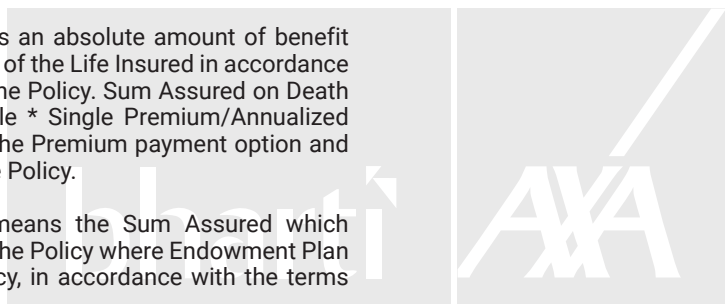 s an absolute amount of benefit
of the Life Insured in accordance
he Policy. Sum Assured on Death
le * Single Premium/Annualized
he Premium payment option and
Policy.
means the Sum Assured which
he Policy where Endowment Plan
cy, in accordance with the terms
bharti
AXA